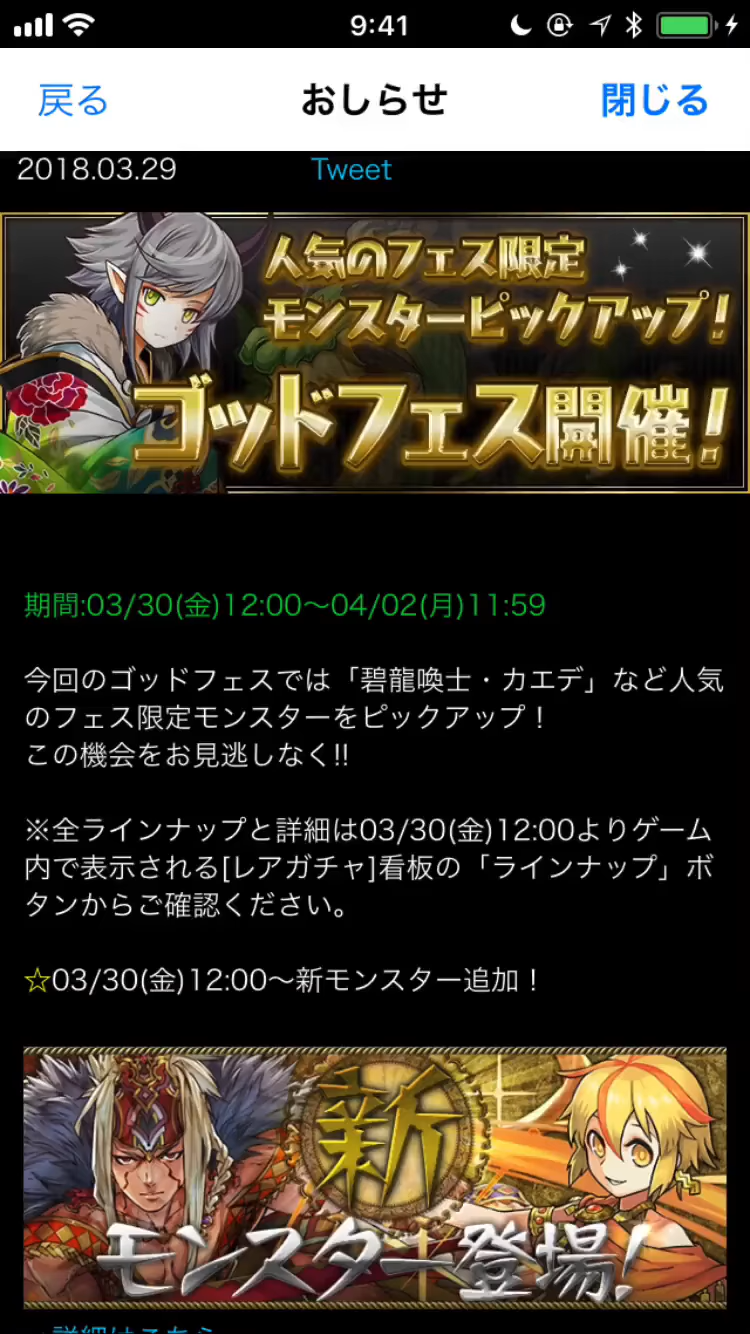 9:41
戻る
おしらせ
閉じる
2018.03.29
Tweet
人気のフェス限定
モンスターピックアップ!
ゴッドフェス開催!
期間:03/30(金)12:00〜04/02(月)11:59
今回のゴッドフェスでは「碧龍喚士・カエデ」など人気
のフェス限定モンスターをピックアップ！
この機会をお見逃しなく!!
※全ラインナップと詳細は03/30(金)12:00よりゲーム
内で表示される[レアガチャ]看板の「ラインナップ」ボ
タンからご確認ください。
☆03/30(金)12:00〜新モンスター追加！
新
モンスター登場!
詳細はこちら